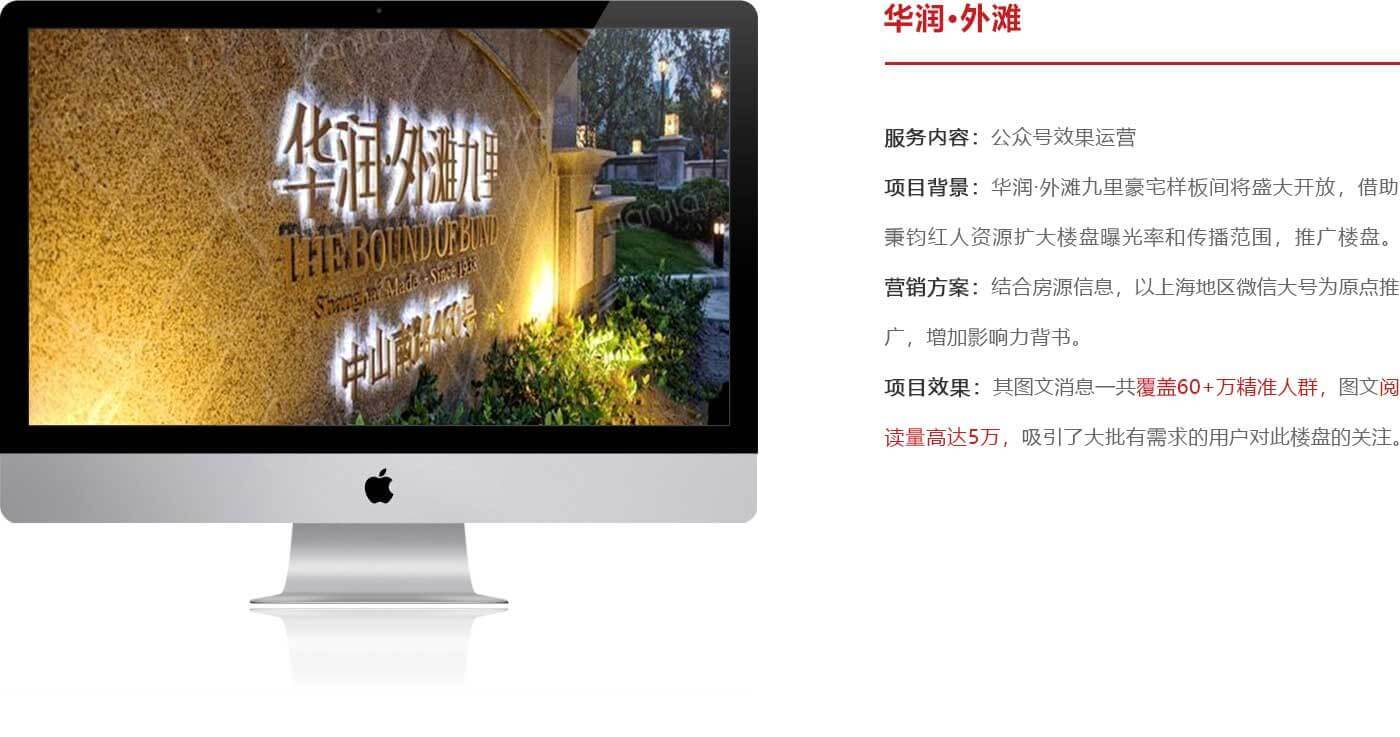 华润·外滩九里
THE BOUND OF BUND
Shanghai Made - Since 1938
中山南路
华润·外滩
服务内容：公众号效果运营
项目背景：华润·外滩九里豪宅样板间将盛大开放，借助
秉钧红人资源扩大楼盘曝光率和传播范围，推广楼盘。
营销方案：结合房源信息，以上海地区微信大号为原点推
广，增加影响力背书。
项目效果：其图文消息一共覆盖60+万精准人群，图文阅
读量高达5万，吸引了大批有需求的用户对此楼盘的关注。